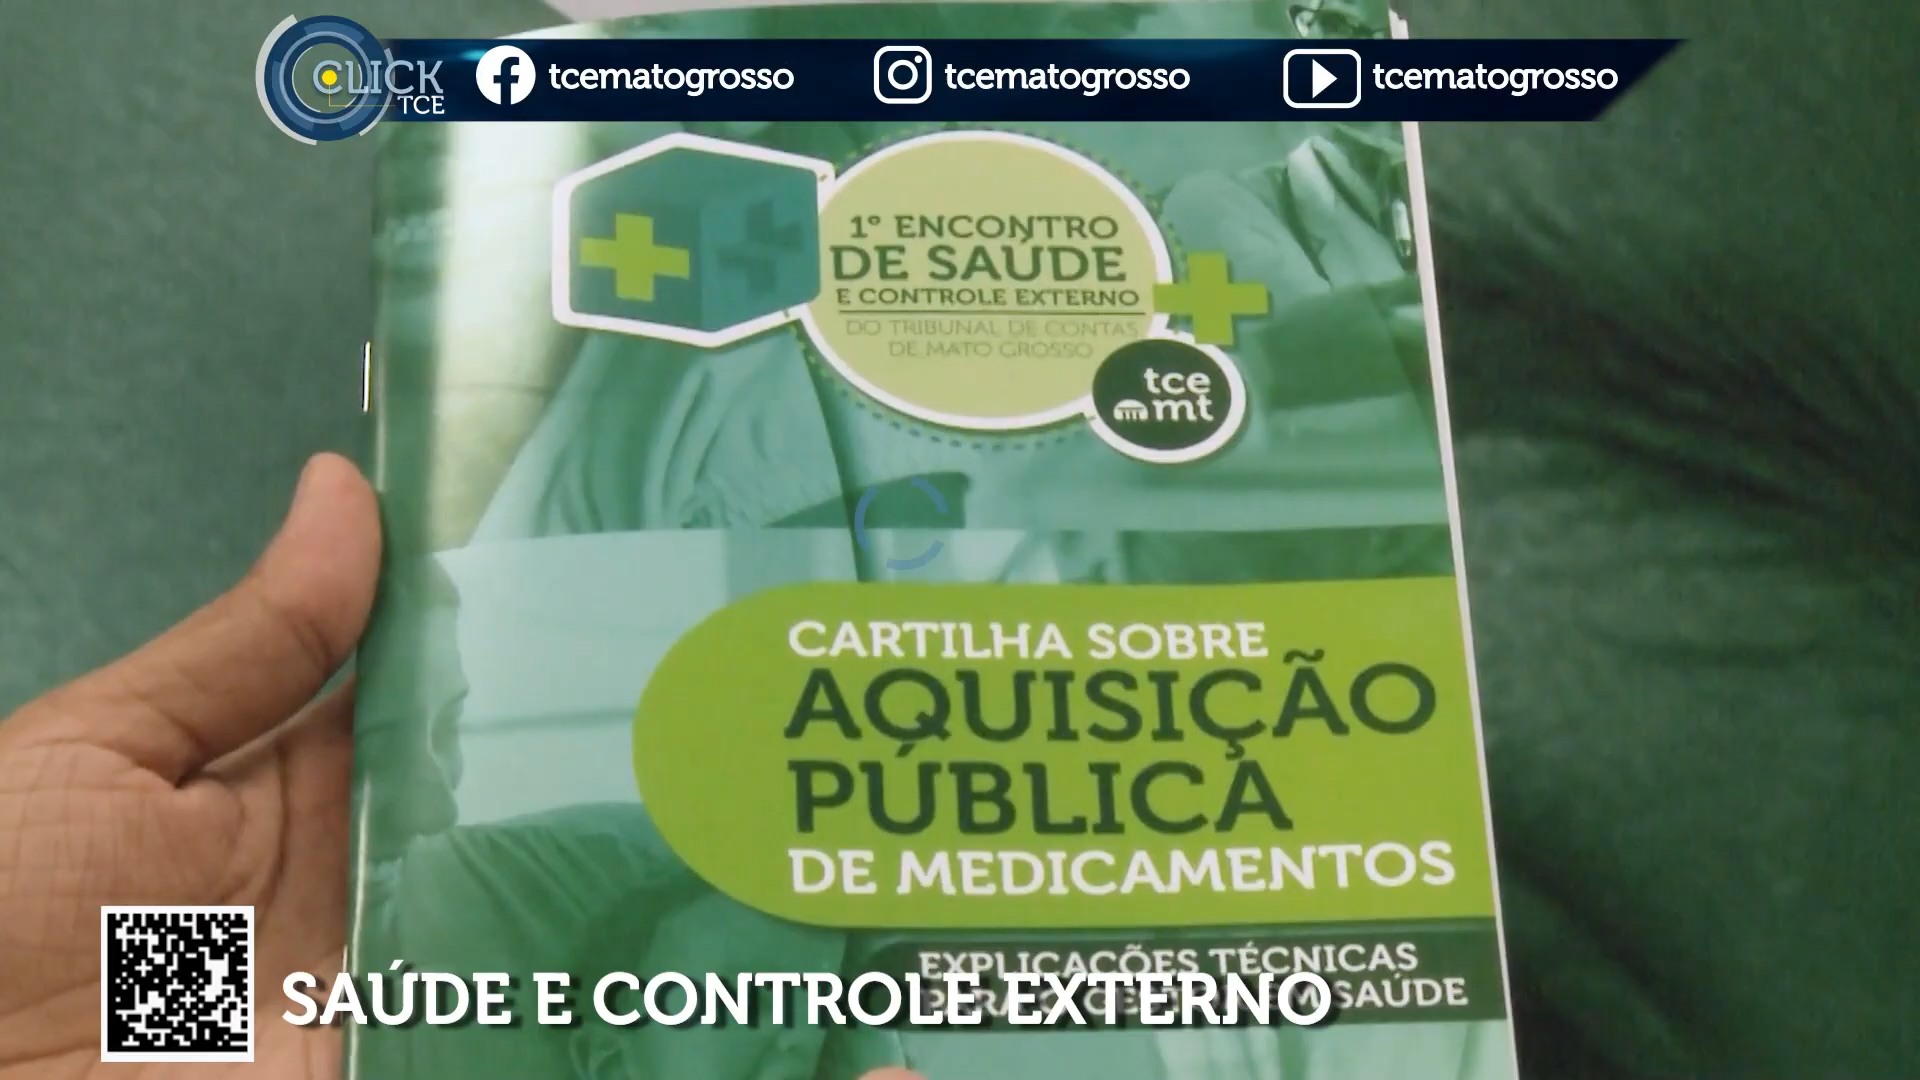 CLICK
TCE
tcematogrosso
tcematogrosso
tcematogrosso
1º ENCONTRO
DE SAÚDE
E CONTROLE EXTERNO
DO TRIBUNAL DE CONTAS
DE MATO GROSSO
tce
mt
CARTILHA SOBRE
AQUISIÇÃO
PÚBLICA
DE MEDICAMENTOS
EXPLICAÇÕES TÉCNICAS
SAÚDE
SAÚDE E CONTROLE EXTERNO